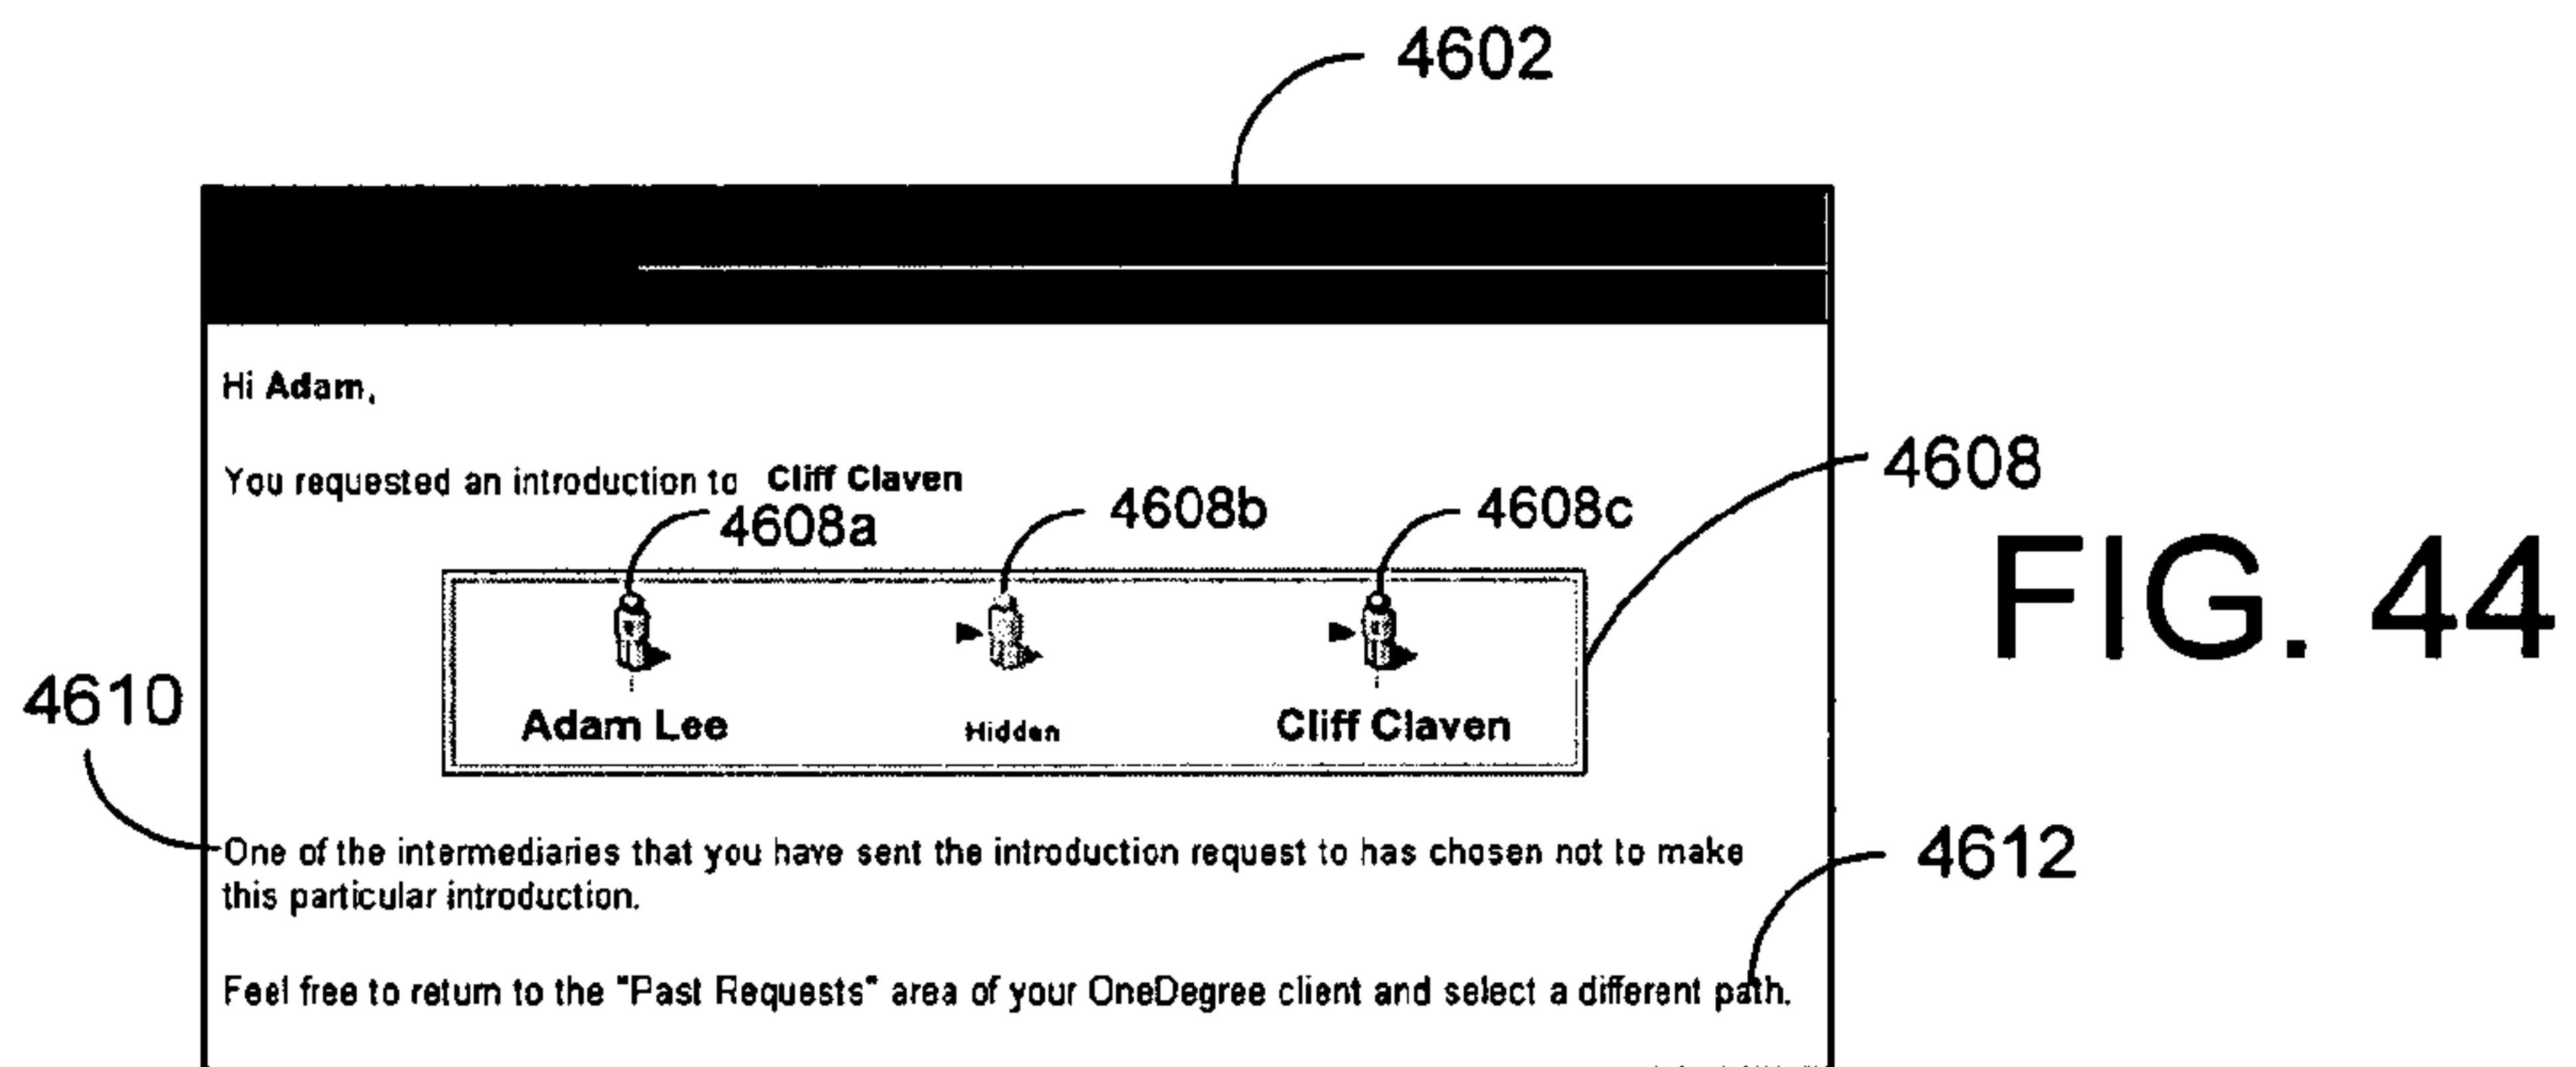 4602
Hi Adam,
You requested an introduction to Cliff Claven
4608
4608a
4608b
4608c
FIG. 44
Adam Lee
Hidden
Cliff Claven
4610
One of the intermediaries that you have sent the introduction request to has chosen not to make
this particular introduction.
4612
Feel free to return to the "Past Requests" area of your OneDegree client and select a different path.